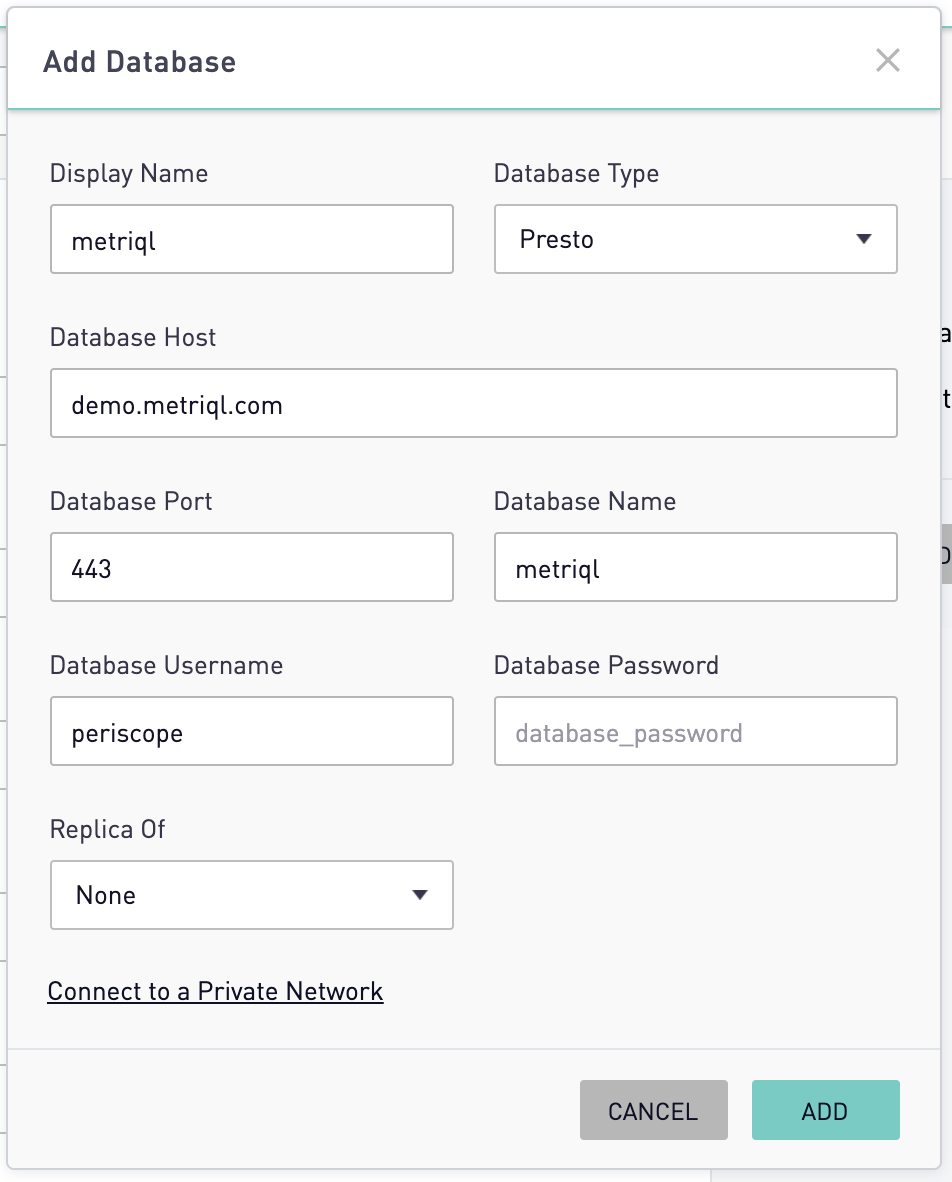 Add Database
Display Name
Database Type
metriql
Presto
Database Host
demo.metriql.com
Database Port
Database Name
443
metriql
Database Username
Database Password
periscope
database_password
Replica Of
None
Connect to a Private Network
CANCEL
ADD